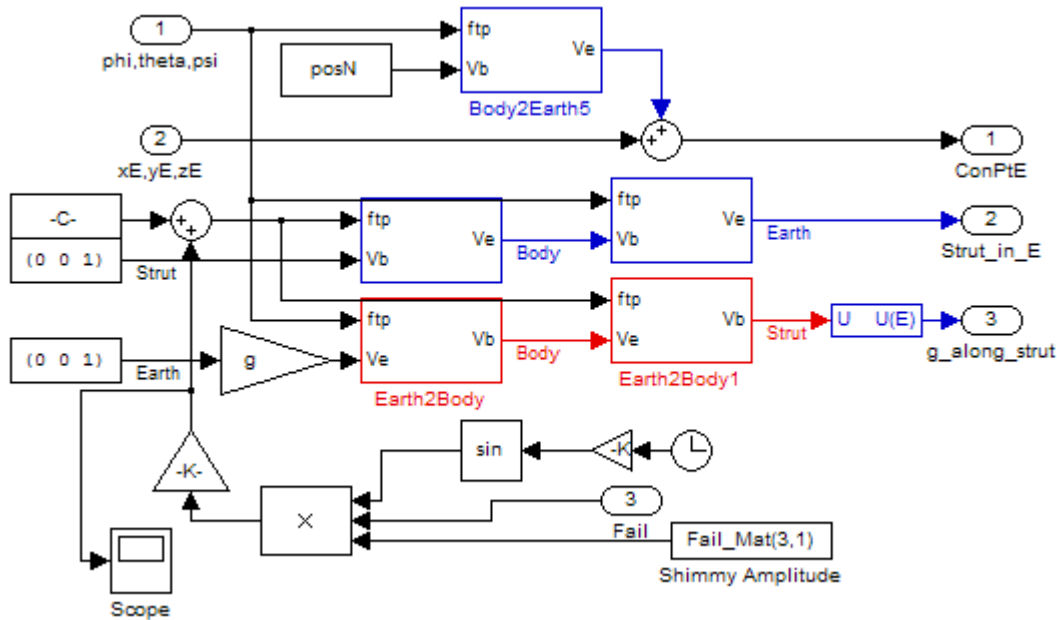 1
phi,theta,psi
ftp
Vb
Ve
Body2Earth5
posN
2
xE,yE,zE
1
ConPtE
-C-
(0 0 1)
Strut
ftp
Vb
Ve
Body
ftp
Vb
Ve
Earth
2
Strut_in_E
(0 0 1)
Earth
g
ftp
Ve
Vb
Earth2Body
Body
ftp
Ve
Vb
Earth2Body1
Strut
U U(E)
3
g_along_strut
-K-
sin
-K
3
Fail
Fail_Mat(3,1)
Shimmy Amplitude
Scope